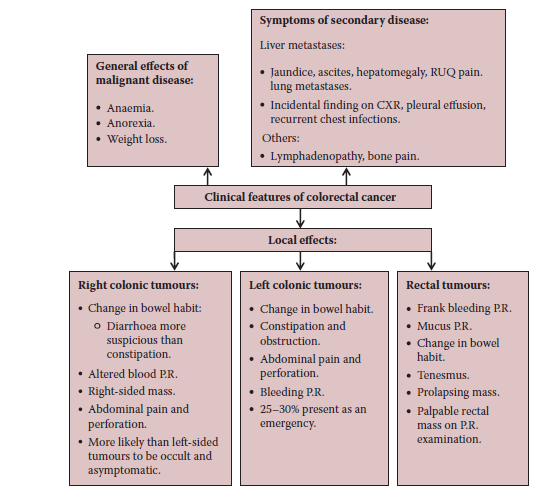 General effects of
malignant disease:
• Anaemia.
• Anorexia.
• Weight loss.
Symptoms of secondary disease:
Liver metastases:
• Jaundice, ascites, hepatomegaly, RUQ pain.
lung metastases.
• Incidental finding on CXR, pleural effusion,
recurrent chest infections.
Others:
• Lymphadenopathy, bone pain.
Clinical features of colorectal cancer
Local effects:
Right colonic tumours:
• Change in bowel habit:
o Diarrhoea more
suspicious than
constipation.
• Altered blood P.R.
• Right-sided mass.
• Abdominal pain and
perforation.
• More likely than left-sided
tumours to be occult and
asymptomatic.
Left colonic tumours:
• Change in bowel habit.
• Constipation and
obstruction.
• Abdominal pain and
perforation.
• Bleeding P.R.
• 25–30% present as an
emergency.
Rectal tumours:
• Frank bleeding P.R.
• Mucus P.R.
• Change in bowel
habit.
• Tenesmus.
• Prolapsing mass.
• Palpable rectal
mass on P.R.
examination.